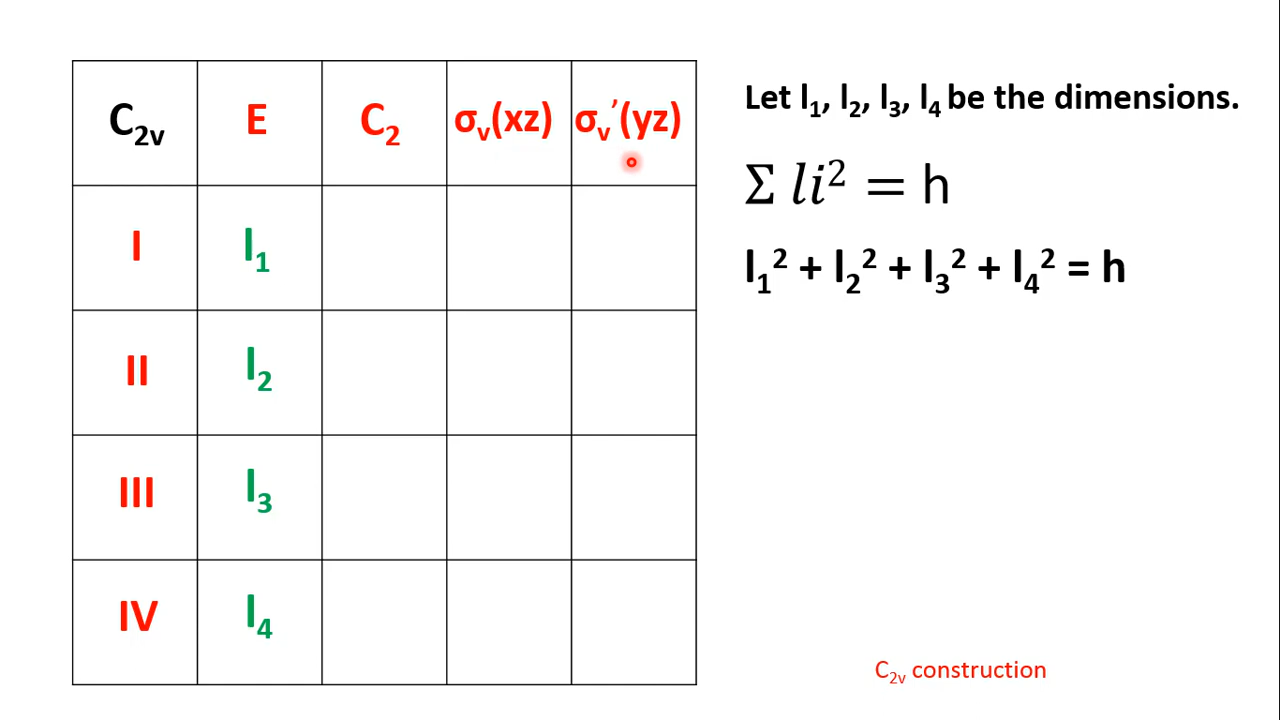 C₂ᵥ E C₂ σᵥ(xz) σᵥ’(yz)
I l₁
II l₂
III l₃
IV l₄
Let l₁, l₂, l₃, l₄ be the dimensions.
Σ li² = h
l₁² + l₂² + l₃² + l₄² = h
C₂ᵥ construction